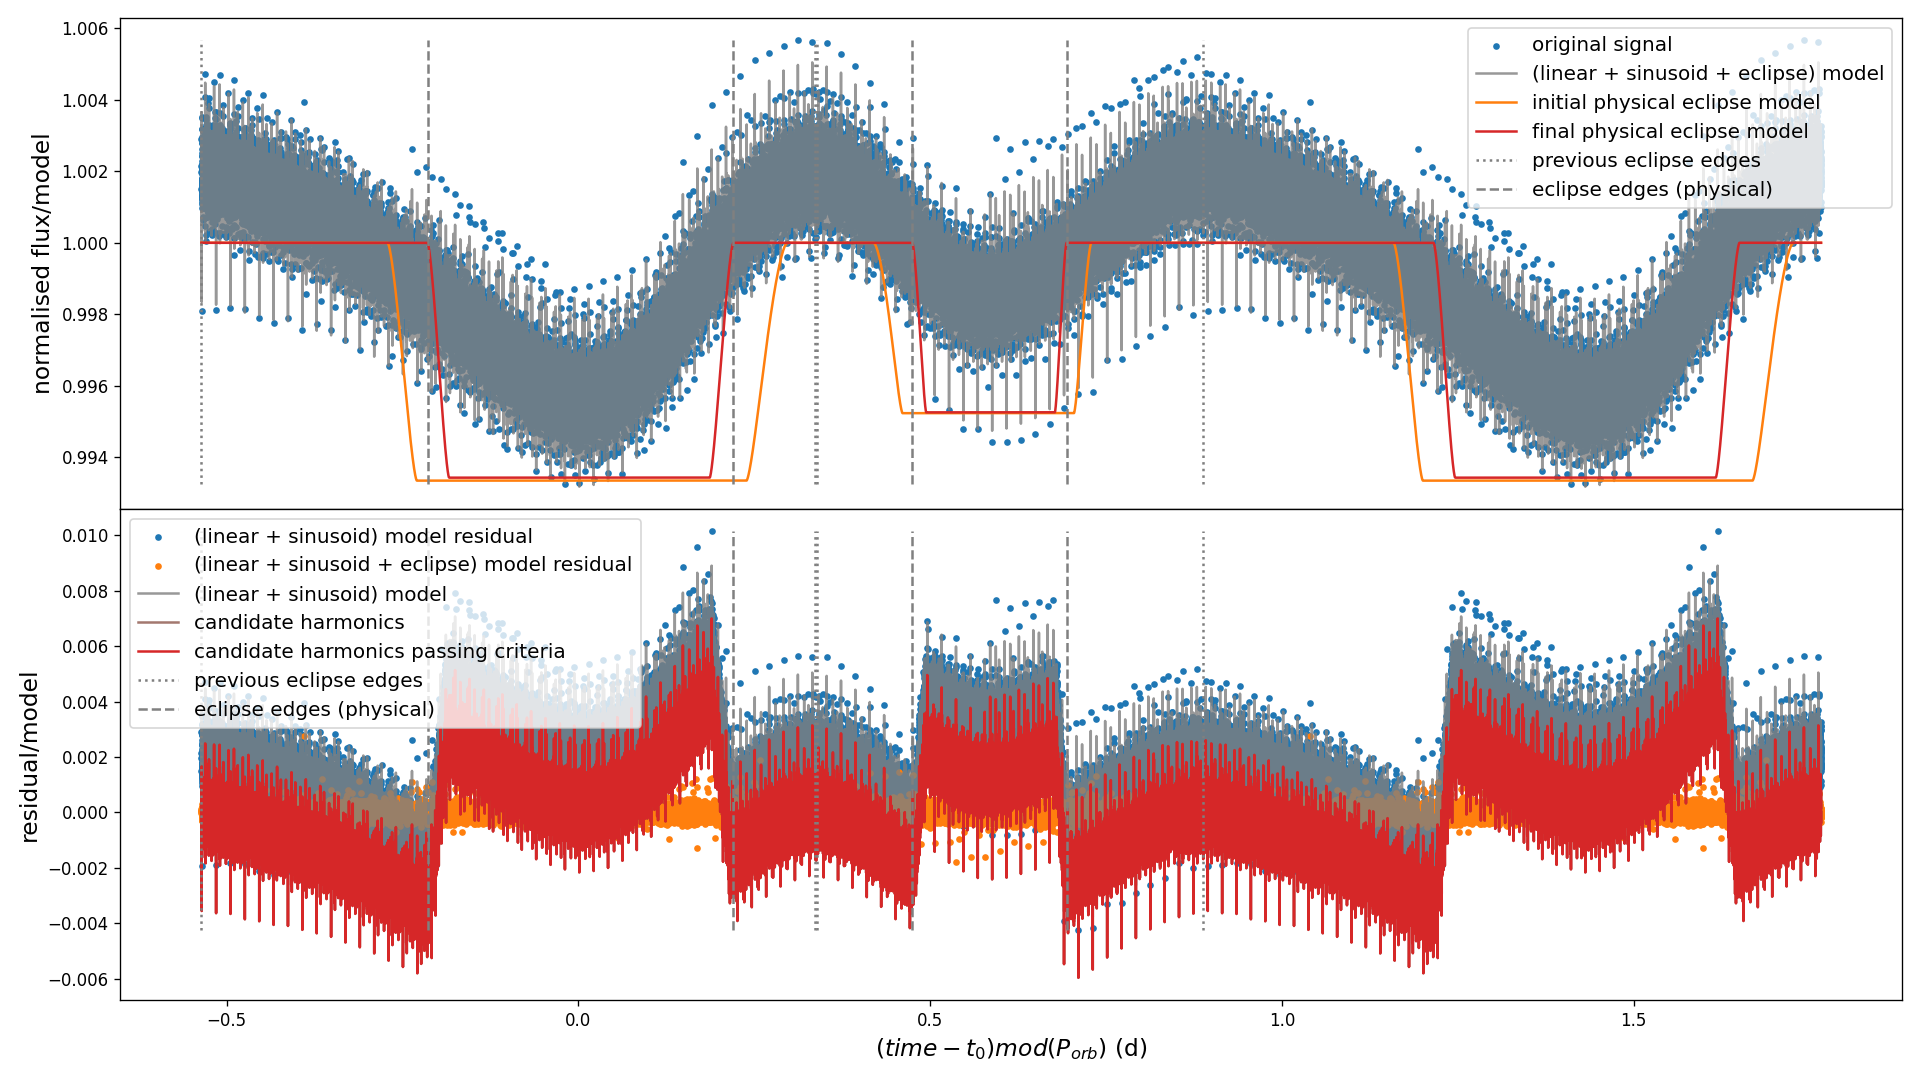 1.006
1.004
1.002
1.000
0.998
0.996
0.994
normalised flux/model
original signal
(linear + sinusoid + eclipse) model
initial physical eclipse model
final physical eclipse model
previous eclipse edges
eclipse edges (physical)
0.010
0.008
0.006
0.004
0.002
0.000
−0.002
−0.004
−0.006
residual/model
(linear + sinusoid) model residual
(linear + sinusoid + eclipse) model residual
(linear + sinusoid) model
candidate harmonics
candidate harmonics passing criteria
previous eclipse edges
eclipse edges (physical)
−0.5 0.0 0.5 1.0 1.5
(time − t₀)mod(P_orb) (d)